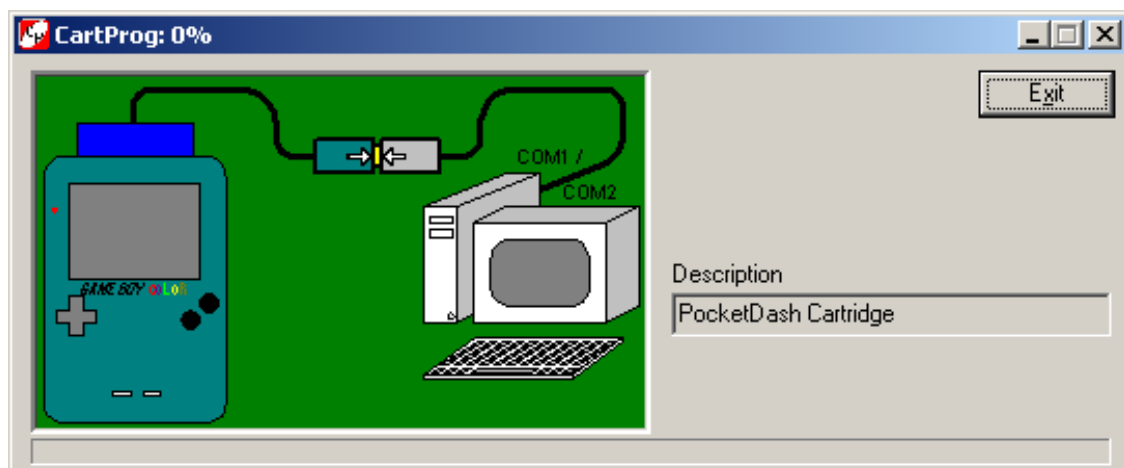 CartProg: 0%
Exit
COM1 /
COM2
GAME BOY COLOR
Description
PocketDash Cartridge